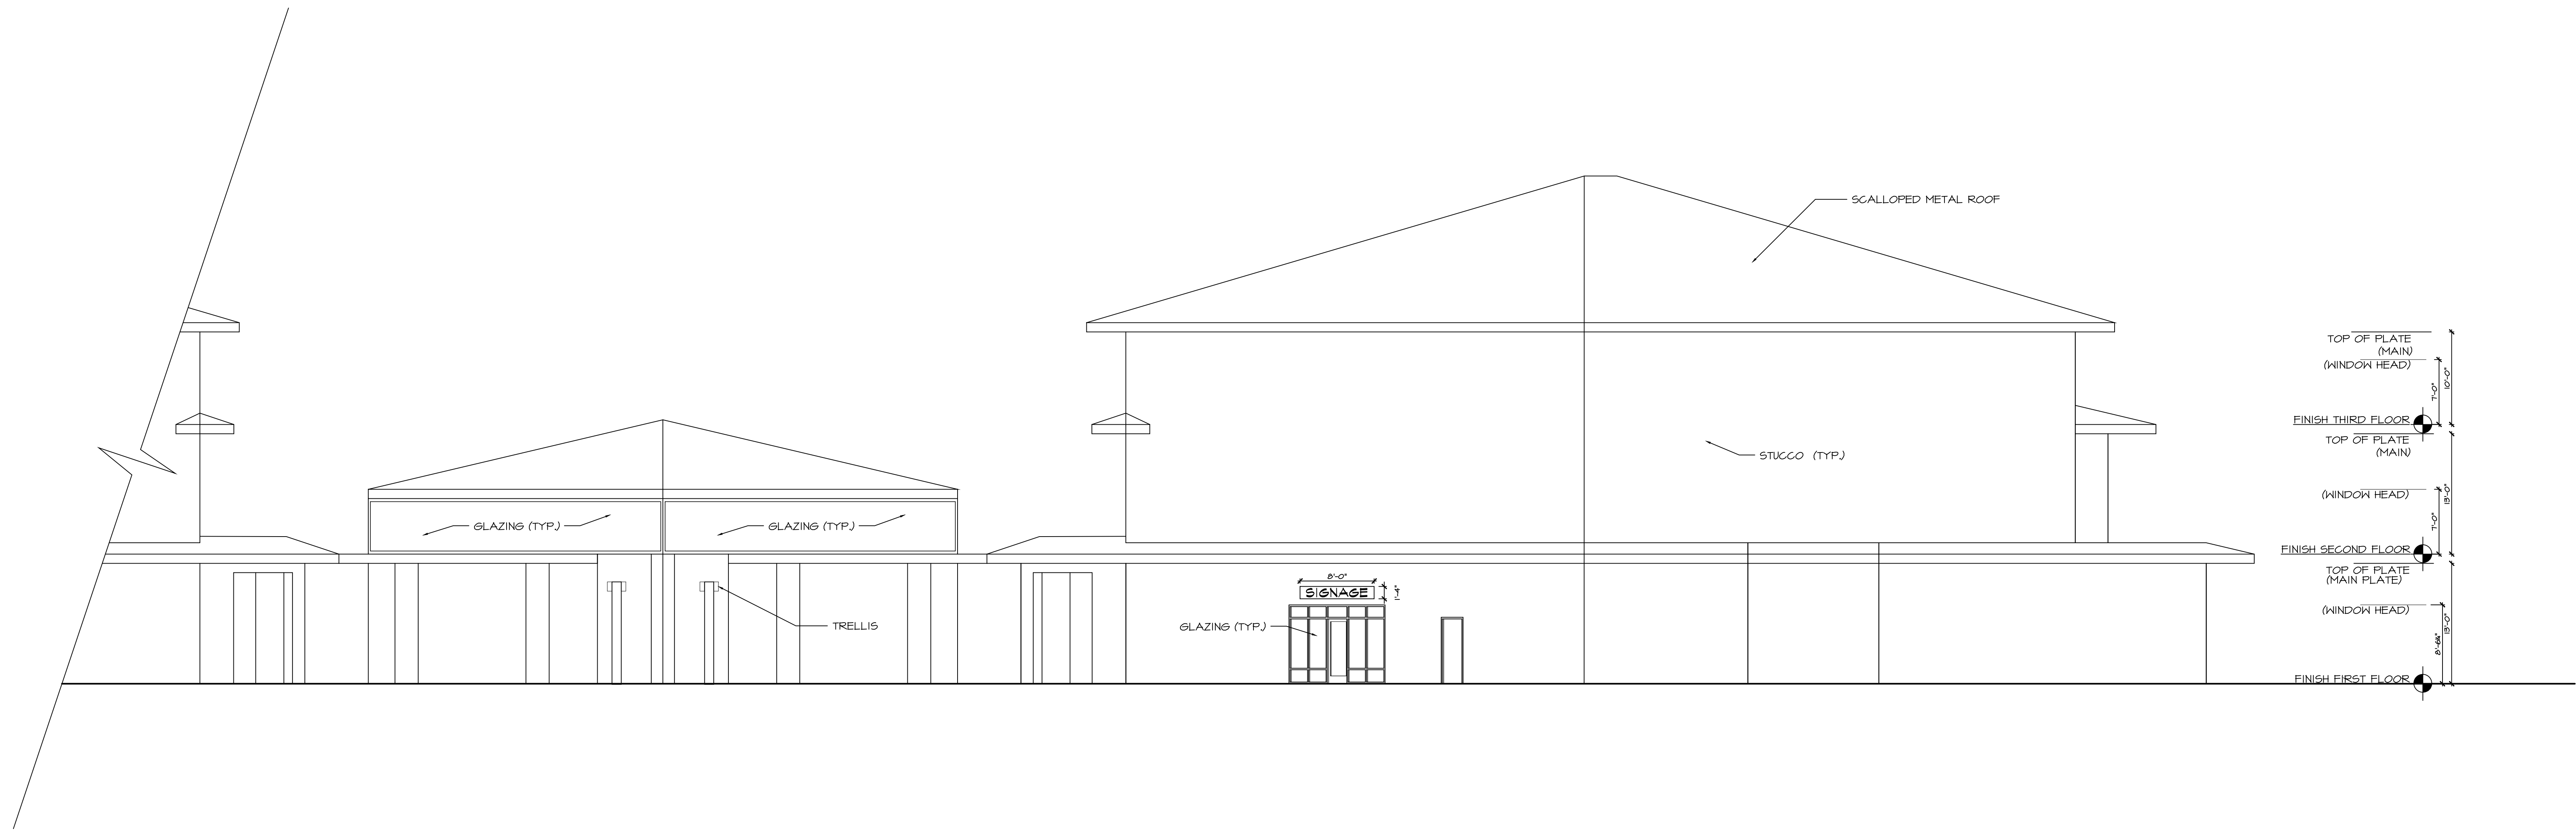 SCALLOPED METAL ROOF
TOP OF PLATE
(MAIN)
(WINDOW HEAD)
7'-0"
10'-0"
FINISH THIRD FLOOR
TOP OF PLATE
(MAIN)
STUCCO (TYP.)
(WINDOW HEAD)
7'-0"
13'-0"
GLAZING (TYP.)
GLAZING (TYP.)
FINISH SECOND FLOOR
TOP OF PLATE
(MAIN PLATE)
8'-0"
SIGNAGE
1'-4"
(WINDOW HEAD)
TRELLIS
GLAZING (TYP.)
13'-0"
FINISH FIRST FLOOR